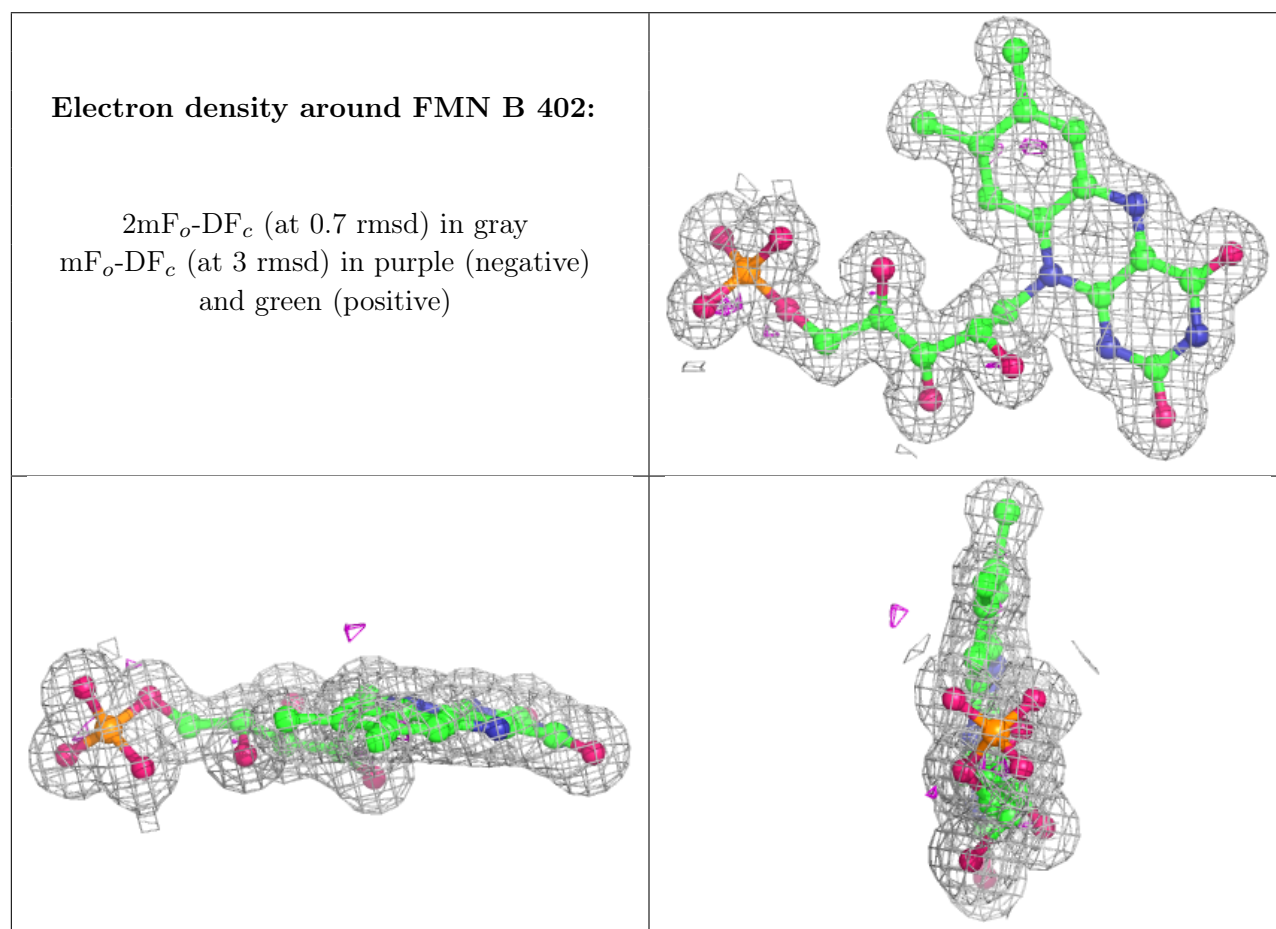 Electron density around FMN B 402:
2mFo-DFc (at 0.7 rmsd) in gray
mFo-DFc (at 3 rmsd) in purple (negative)
and green (positive)